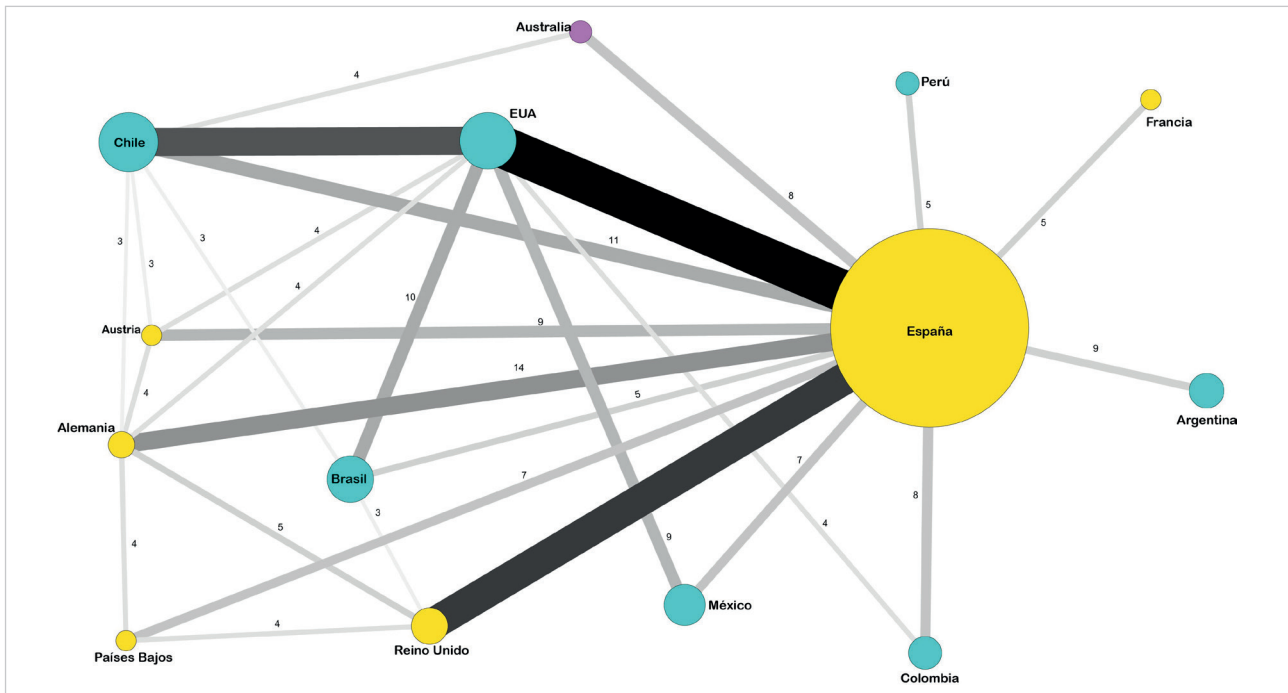 Australia
Perú
Francia
4
EUA
Chile
8
5
5
3
3
3
4
11
4
10
9
Austria
España
9
14
4
5
Alemania
Argentina
Brasil
7
7
8
3
5
4
9
4
México
4
Reino Unido
Países Bajos
Colombia